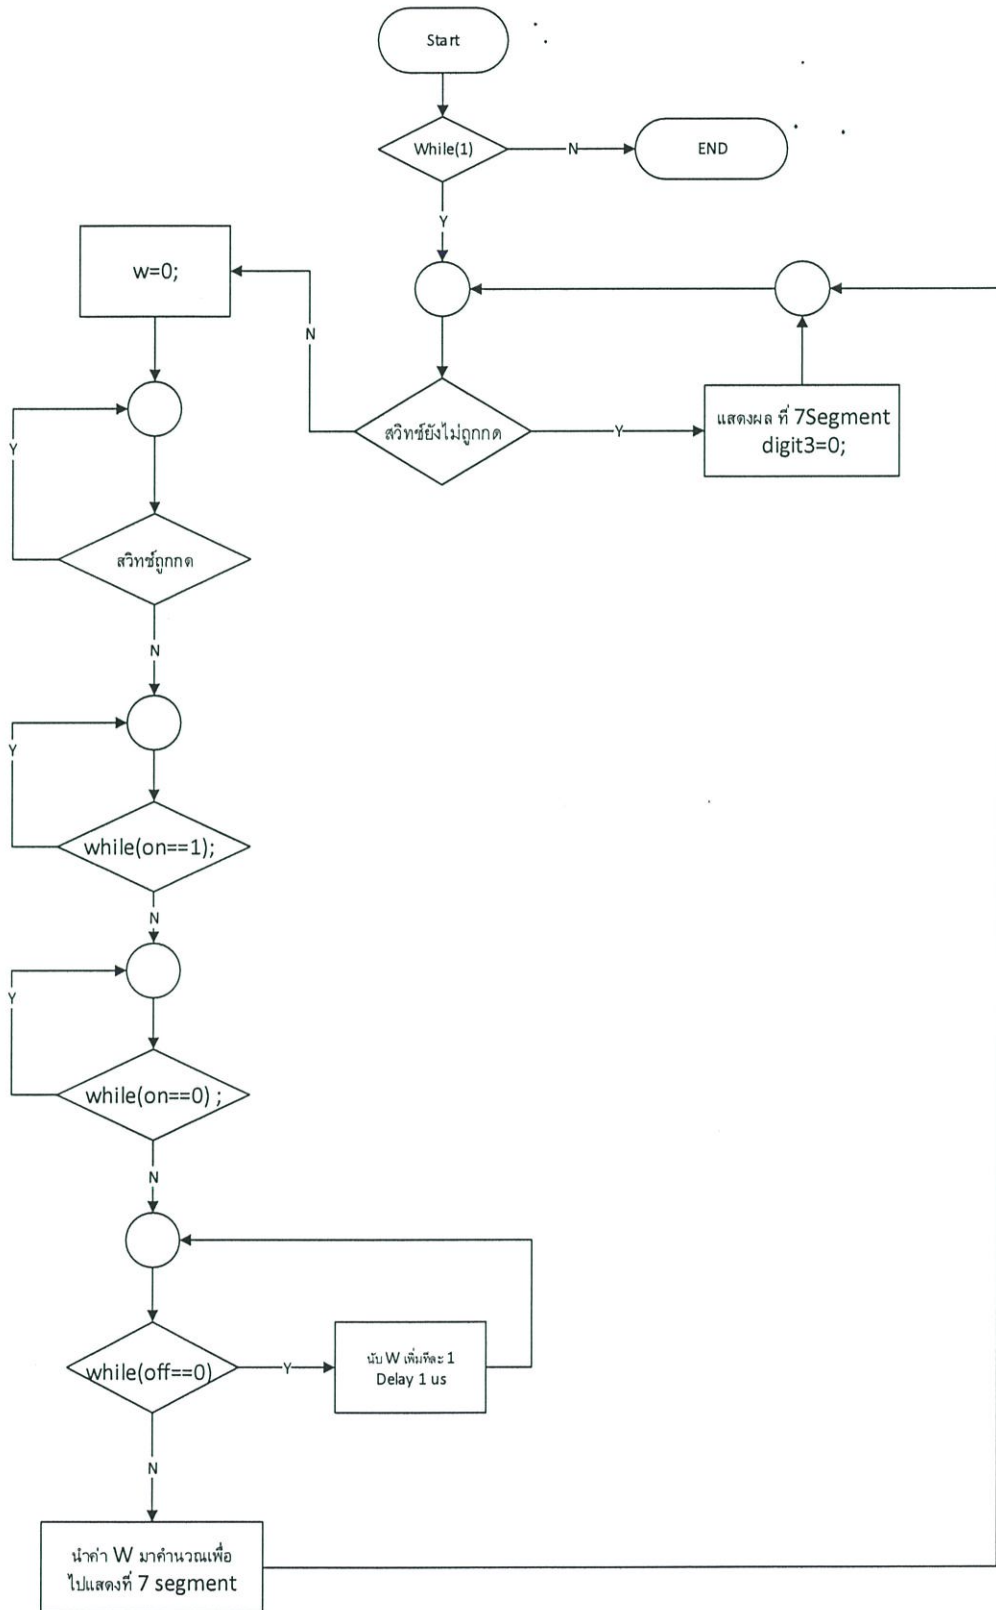 Start
While(1)
N
END
Y
w=0;
N
สวิทช์ยังไม่ถูกกด
Y
แสดงผล ที่ 7Segment
digit3=0;
Y
สวิทช์ถูกกด
N
Y
while(on==1);
N
Y
while(on==0) ;
N
while(off==0)
Y
นับ W เพิ่มทีละ 1
Delay 1 us
N
นำค่า W มาคำนวณเพื่อ
ไปแสดงที่ 7 segment